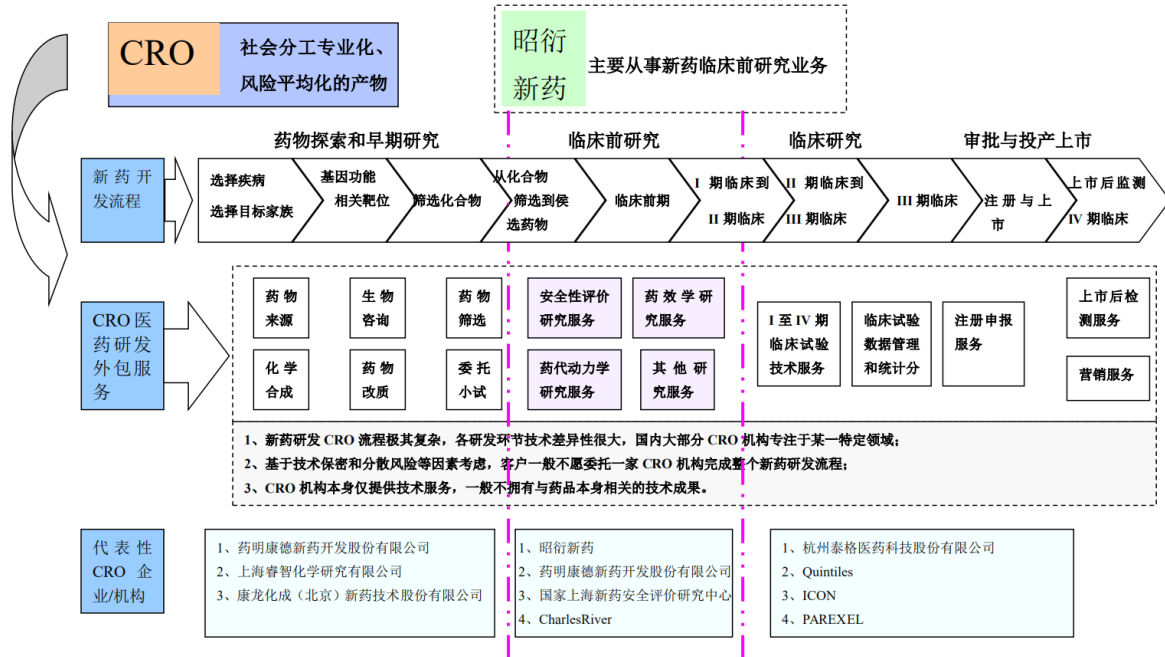 CRO
社会分工专业化、
风险平均化的产物
昭衍
新药
主要从事新药临床前研究业务
药物探索和早期研究
临床前研究
临床研究
审批与投产上市
新药开
发流程
选择疾病
选择目标家族
基因功能
相关靶位
筛选化合物
从化合物
筛选到侯
选药物
临床前期
I 期临床到
II 期临床
II 期临床到
III 期临床
III 期临床
注册与上
市
上市后监测
IV 期临床
CRO 医
药研发
外包服
务
药物
来源
生物
咨询
药物
筛选
安全性评价
研究服务
药效学研
究服务
化学
合成
药物
改质
委托
小试
药代动力学
研究服务
其他研
究服务
I 至 IV 期
临床试验
技术服务
临床试验
数据管理
和统计分
注册申报
服务
上市后检
测服务
营销服务
1、新药研发 CRO 流程极其复杂，各研发环节技术差异性很大，国内大部分 CRO 机构专注于某一特定领域；
2、基于技术保密和分散风险等因素考虑，客户一般不愿委托一家 CRO 机构完成整个新药研发流程；
3、CRO 机构本身仅提供技术服务，一般不拥有与药品本身相关的技术成果。
代表性
CRO 企
业/机构
1、药明康德新药开发股份有限公司
2、上海睿智化学研究有限公司
3、康龙化成（北京）新药技术股份有限公司
1、昭衍新药
2、药明康德新药开发股份有限公司
3、国家上海新药安全评价研究中心
4、CharlesRiver
1、杭州泰格医药科技股份有限公司
2、Quintiles
3、ICON
4、PAREXEL